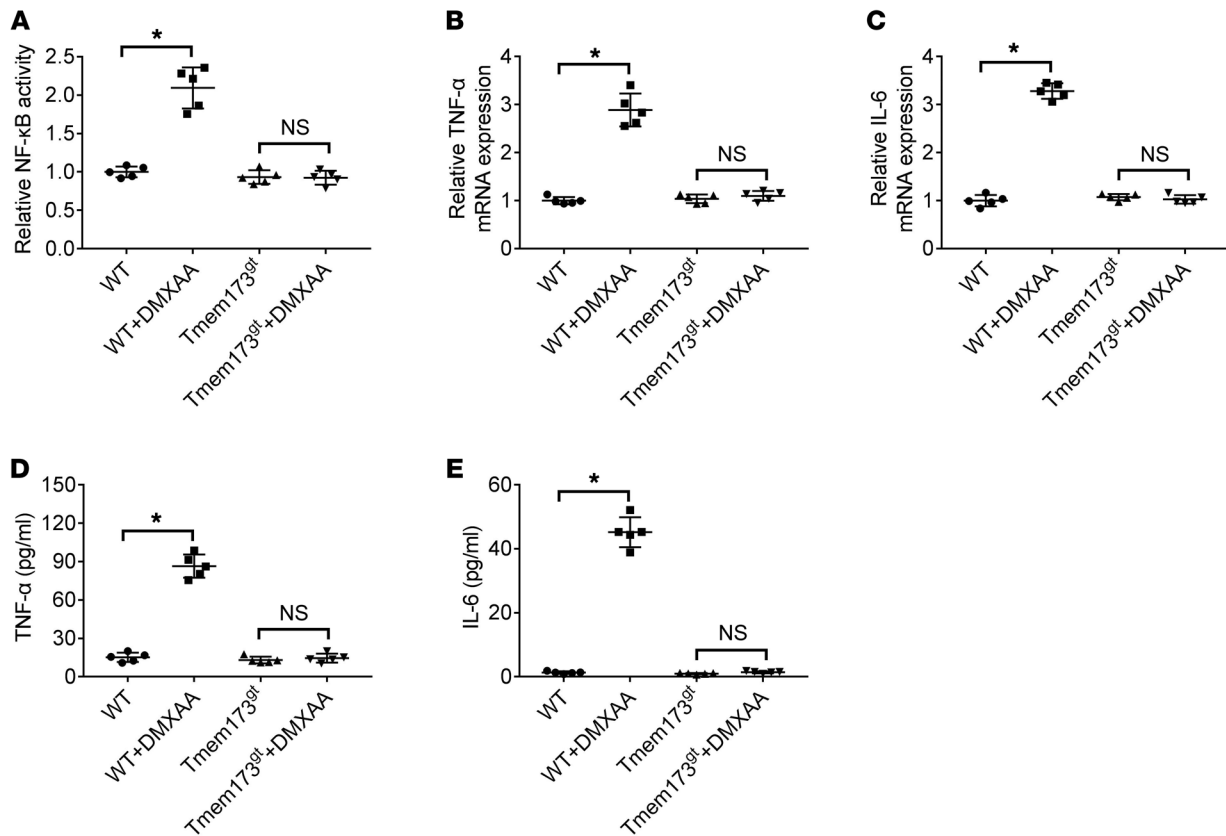 A
Relative NF-κB activity
2.5
2.0
1.5
1.0
0.5
0.0
*
NS
WT
WT+DMXAA
Tmem173gt
Tmem173gt+DMXAA
B
Relative TNF-α
mRNA expression
4
3
2
1
0
*
NS
WT
WT+DMXAA
Tmem173gt
Tmem173gt+DMXAA
C
Relative IL-6
mRNA expression
4
3
2
1
0
*
NS
WT
WT+DMXAA
Tmem173gt
Tmem173gt+DMXAA
D
TNF-α (pg/ml)
150
120
90
60
30
0
*
NS
WT
WT+DMXAA
Tmem173gt
Tmem173gt+DMXAA
E
IL-6 (pg/ml)
60
40
20
0
*
NS
WT
WT+DMXAA
Tmem173gt
Tmem173gt+DMXAA